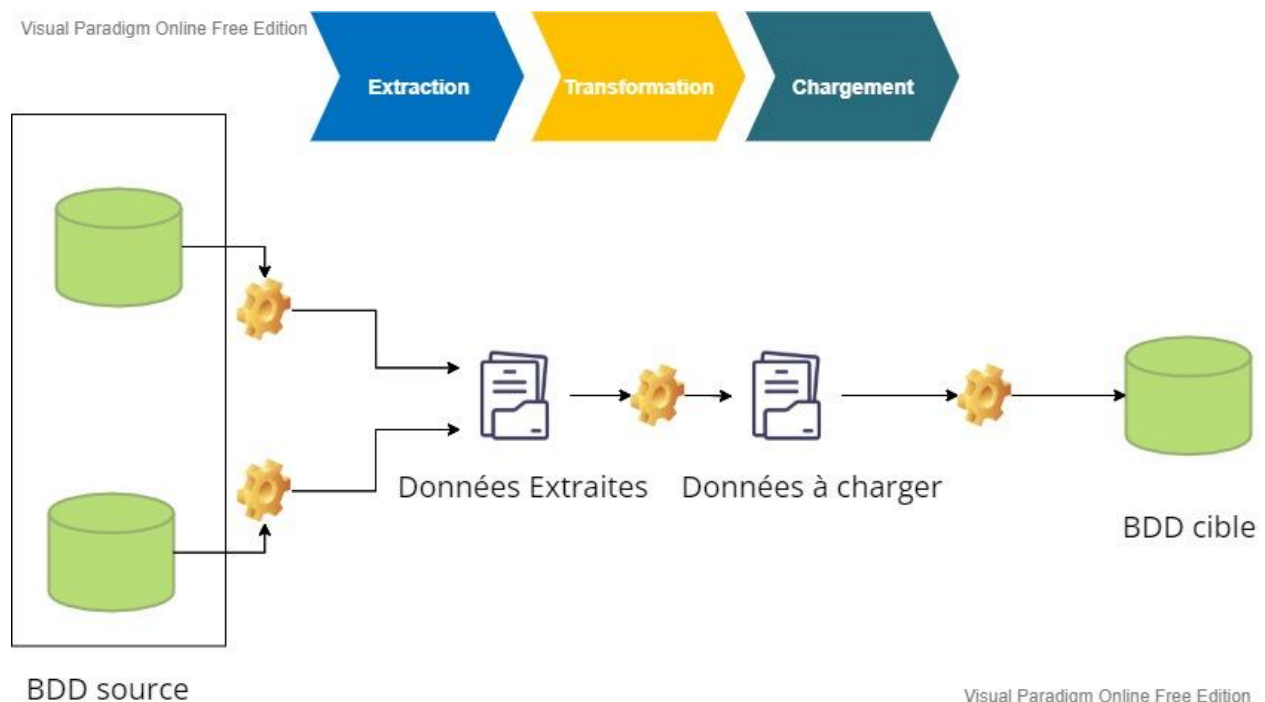 Visual Paradigm Online Free Edition
Extraction
Transformation
Chargement
Données Extraites
Données à charger
BDD cible
BDD source
Visual Paradigm Online Free Edition